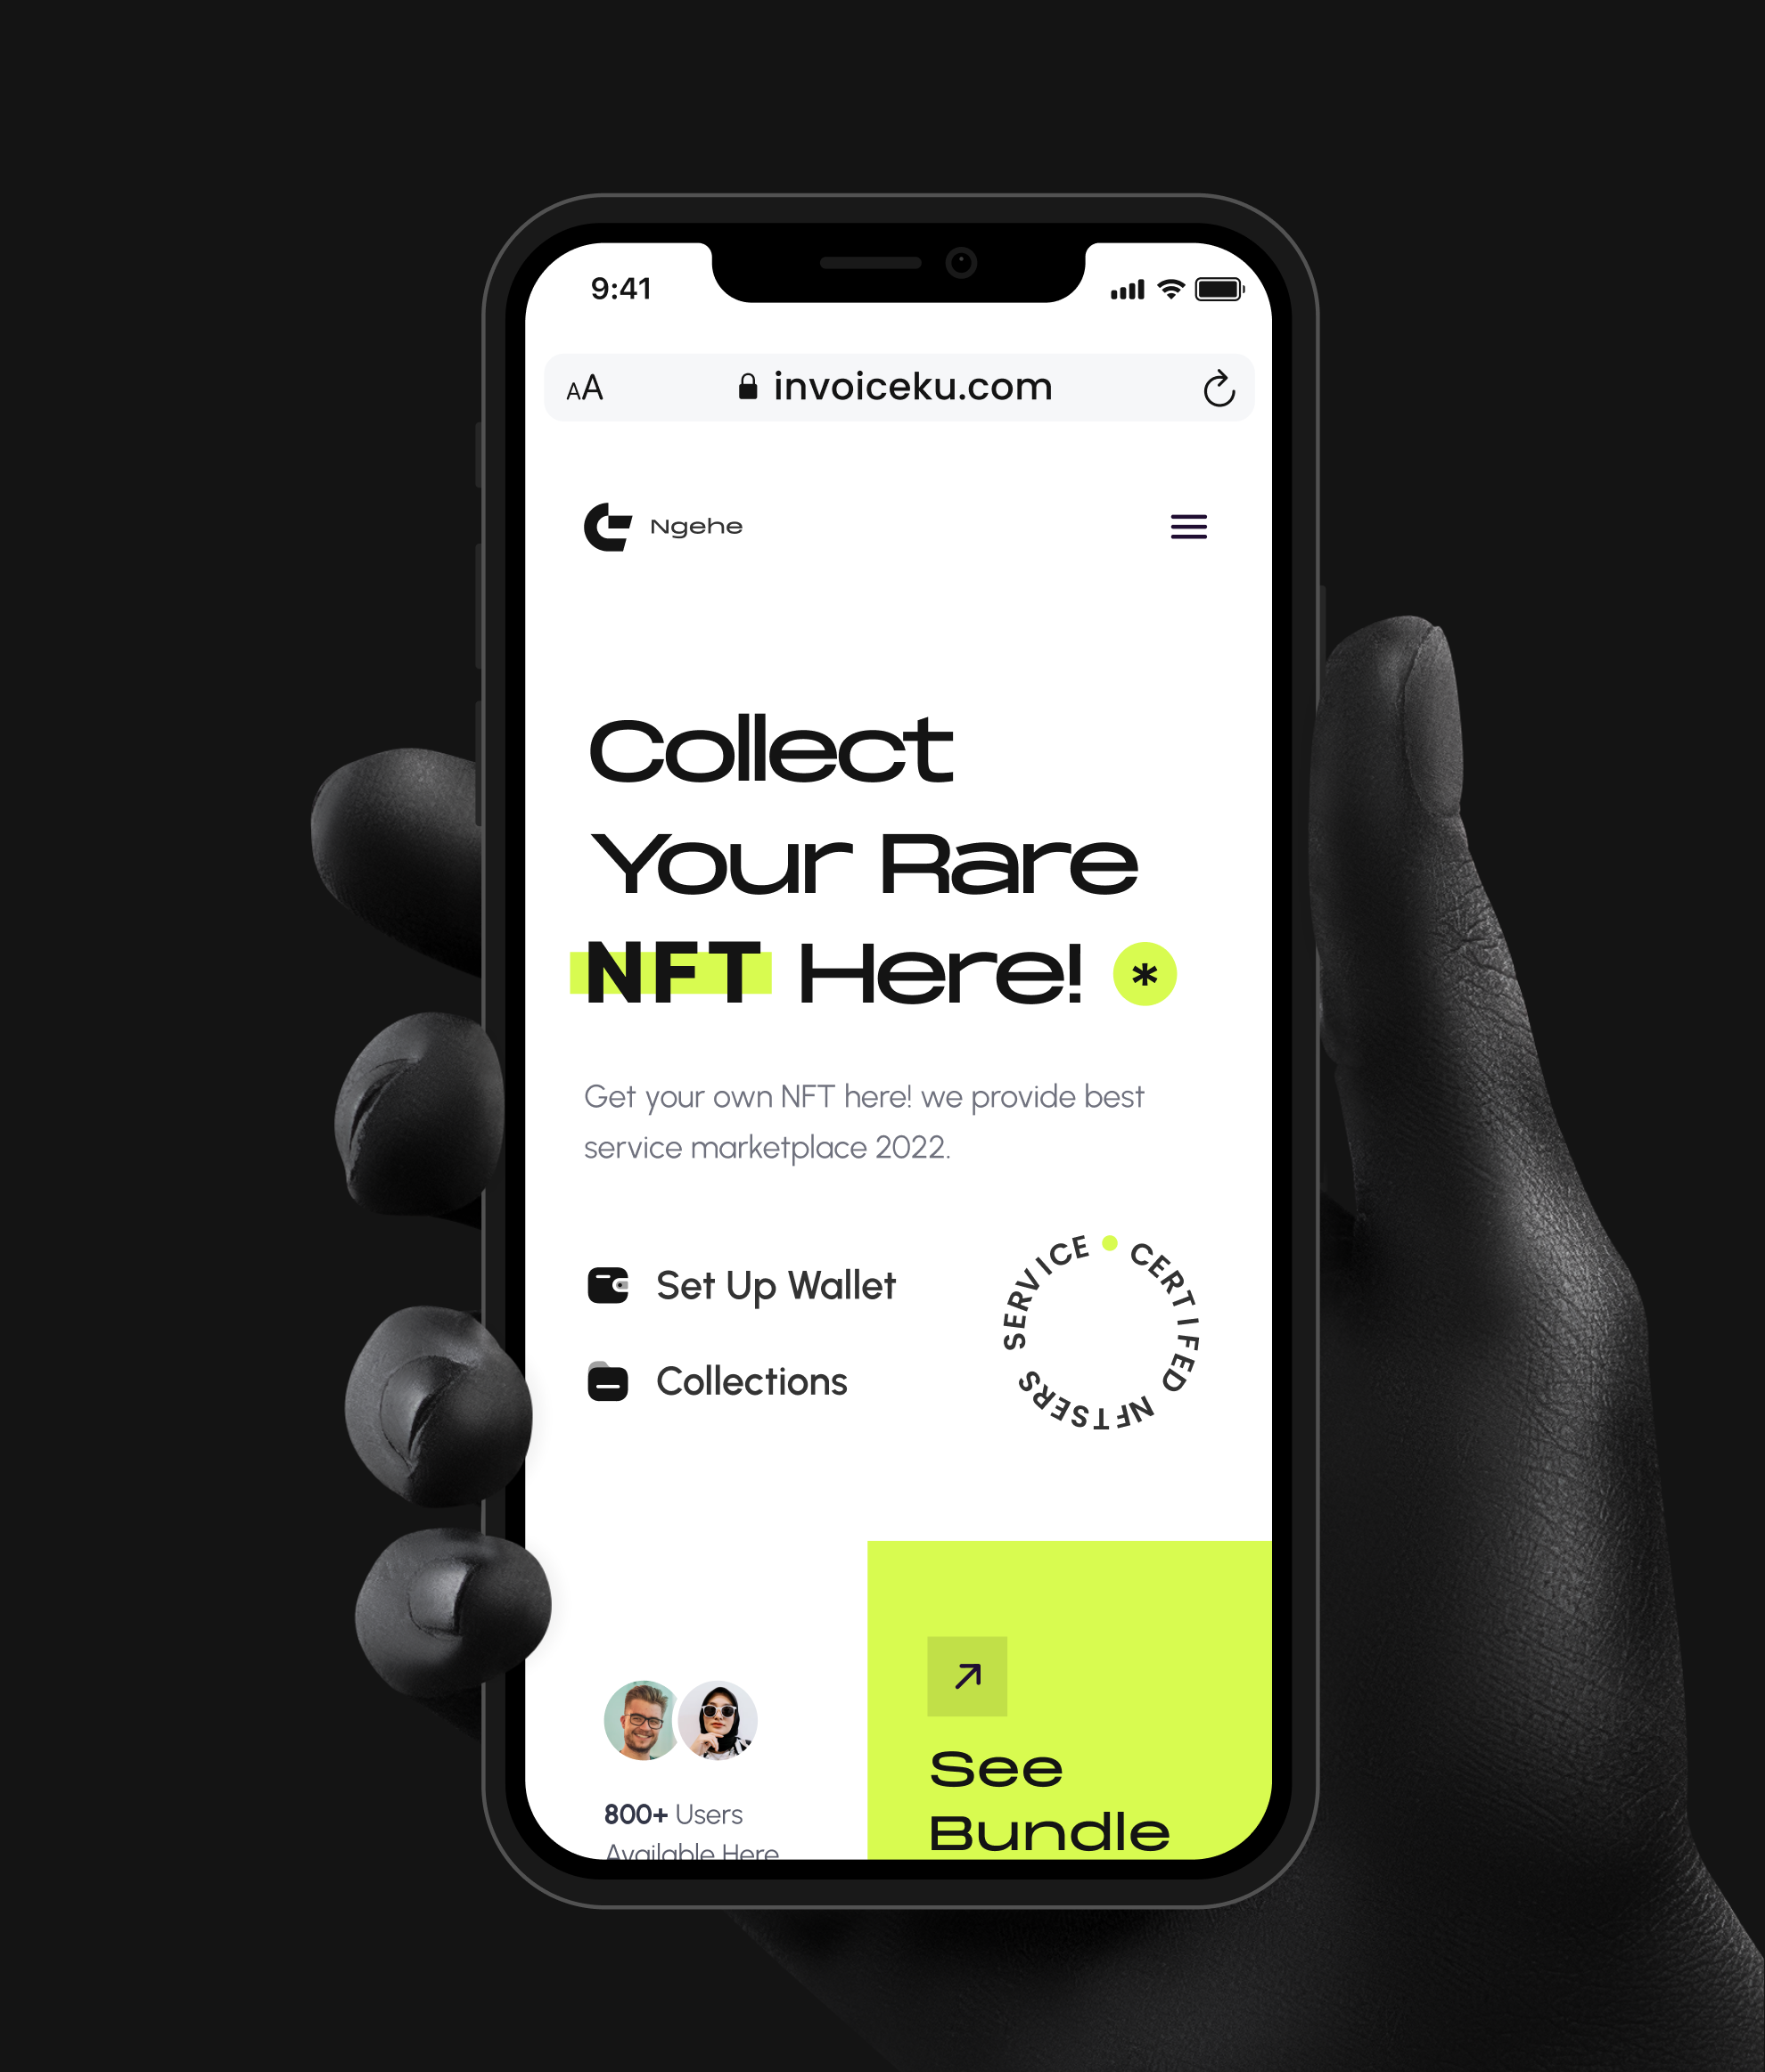 9:41
AA
invoiceku.com
Ngehe
Collect
Your Rare
NFT Here! *
Get your own NFT here! we provide best
service marketplace 2022.
Set Up Wallet
Collections
CERTIFED NFTSERS SERVICE
800+ Users
Available Here
See
Bundle